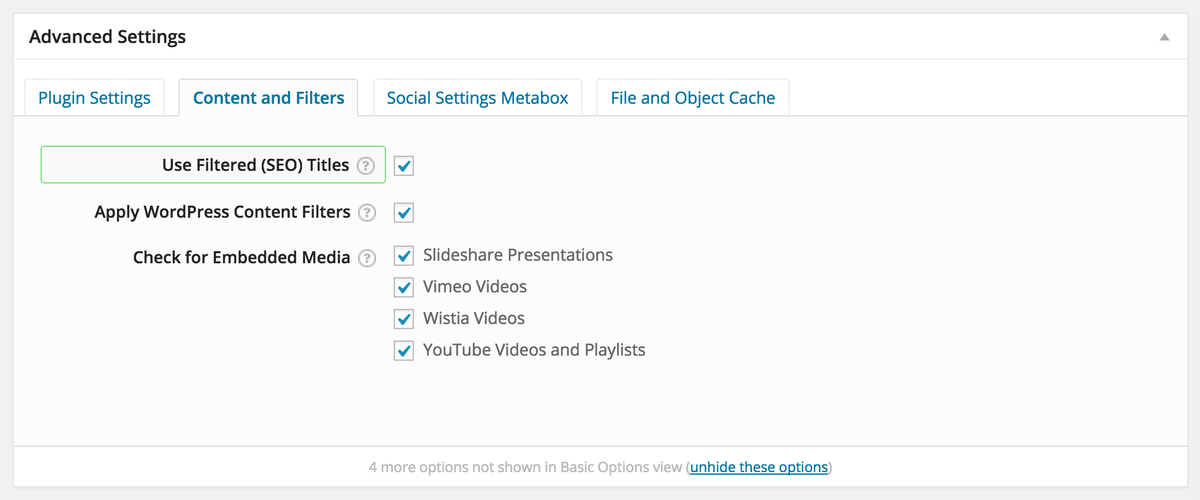 Advanced Settings
Plugin Settings Content and Filters Social Settings Metabox File and Object Cache
Use Filtered (SEO) Titles ?
Apply WordPress Content Filters ?
Check for Embedded Media ? Slideshare Presentations
Vimeo Videos
Wistia Videos
YouTube Videos and Playlists
4 more options not shown in Basic Options view (unhide these options)